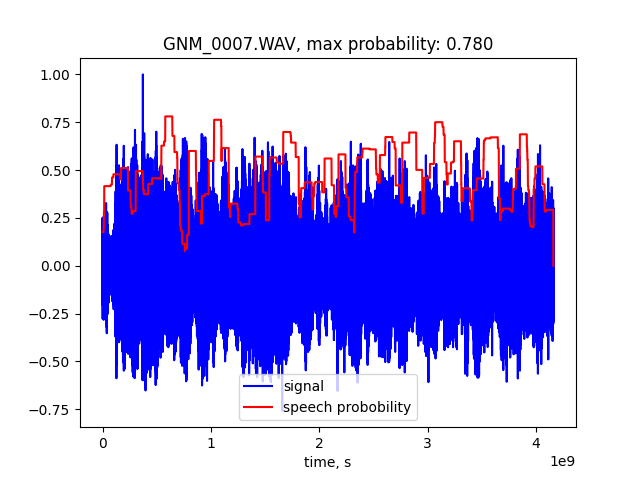 GNM_0007.WAV, max probability: 0.780
1.00
0.75
0.50
0.25
0.00
−0.25
−0.50
−0.75
signal
speech probobility
0 1 2 3 4
1e9
time, s